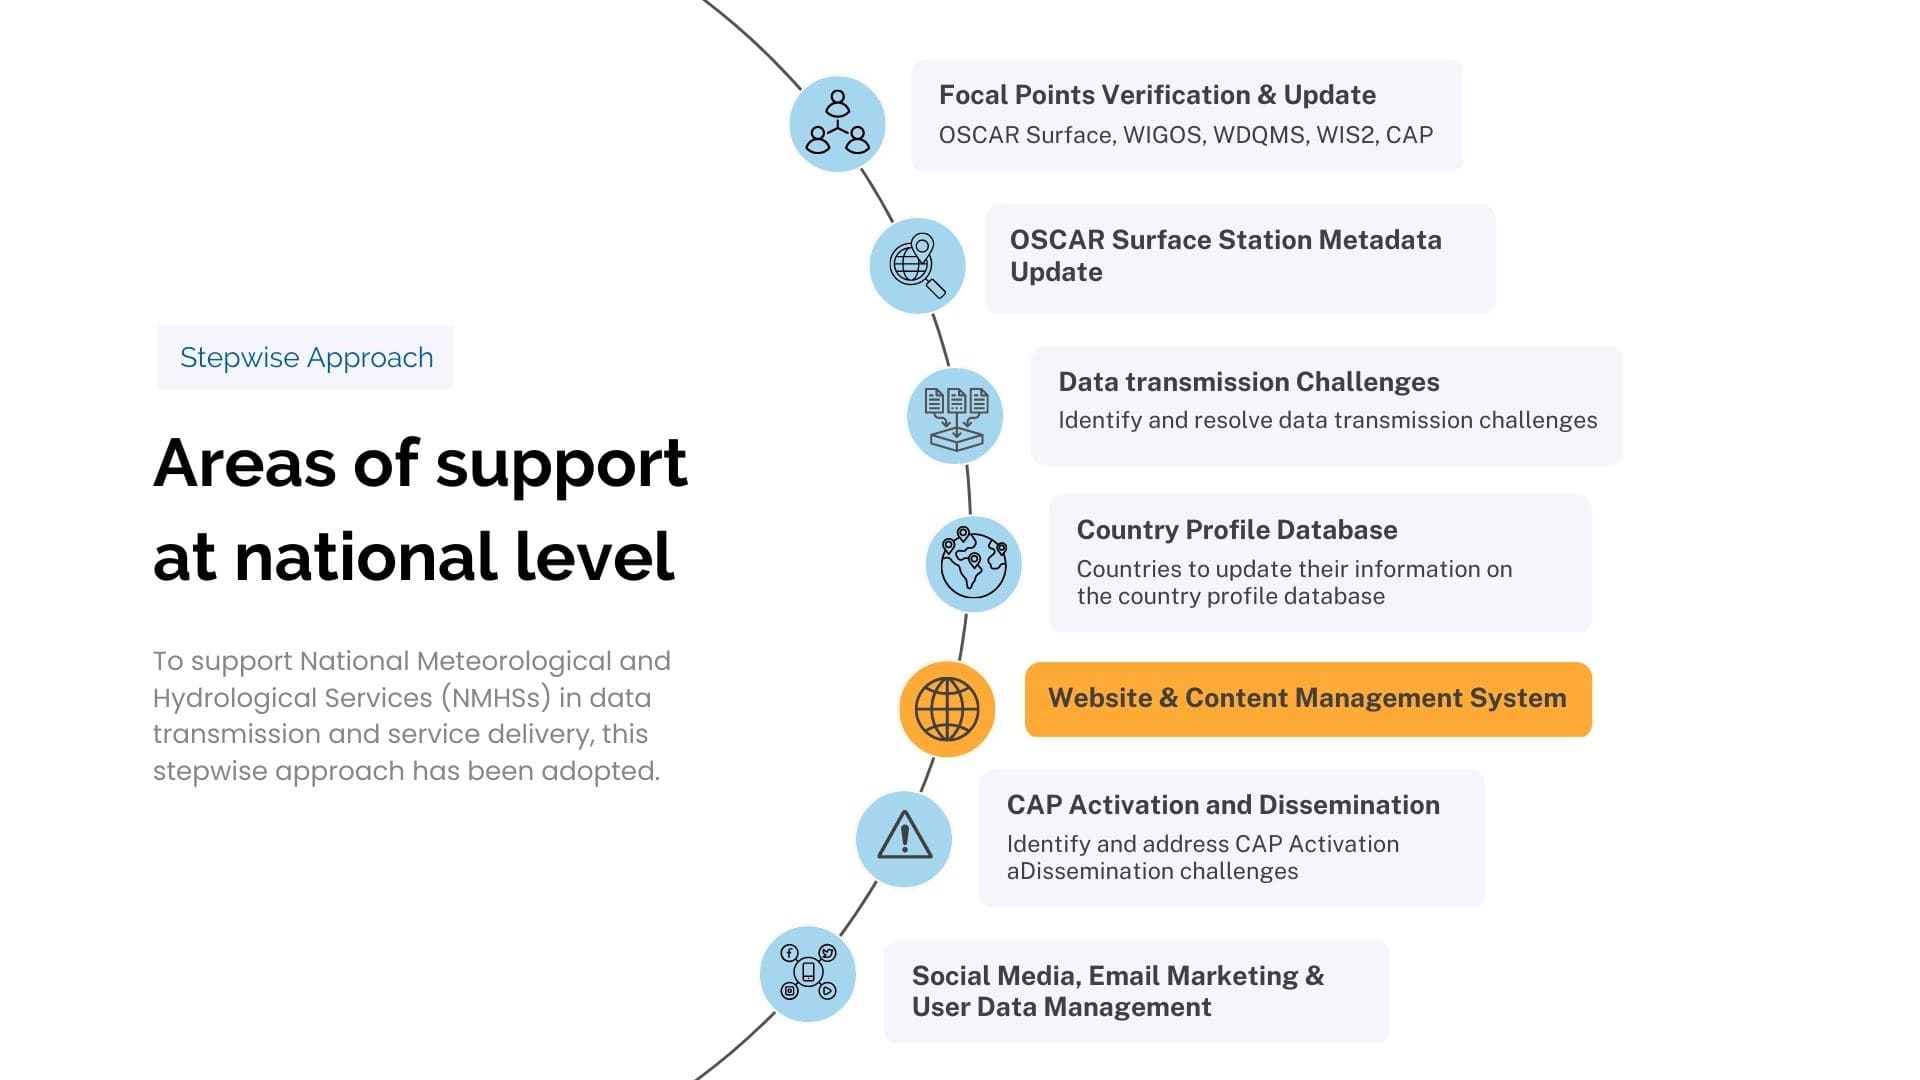 Stepwise Approach
Areas of support
at national level
To support National Meteorological and
Hydrological Services (NMHSs) in data
transmission and service delivery, this
stepwise approach has been adopted.
Focal Points Verification & Update
OSCAR Surface, WIGOS, WDQMS, WIS2, CAP
OSCAR Surface Station Metadata
Update
Data transmission Challenges
Identify and resolve data transmission challenges
Country Profile Database
Countries to update their information on
the country profile database
Website & Content Management System
CAP Activation and Dissemination
Identify and address CAP Activation
aDissemination challenges
Social Media, Email Marketing &
User Data Management